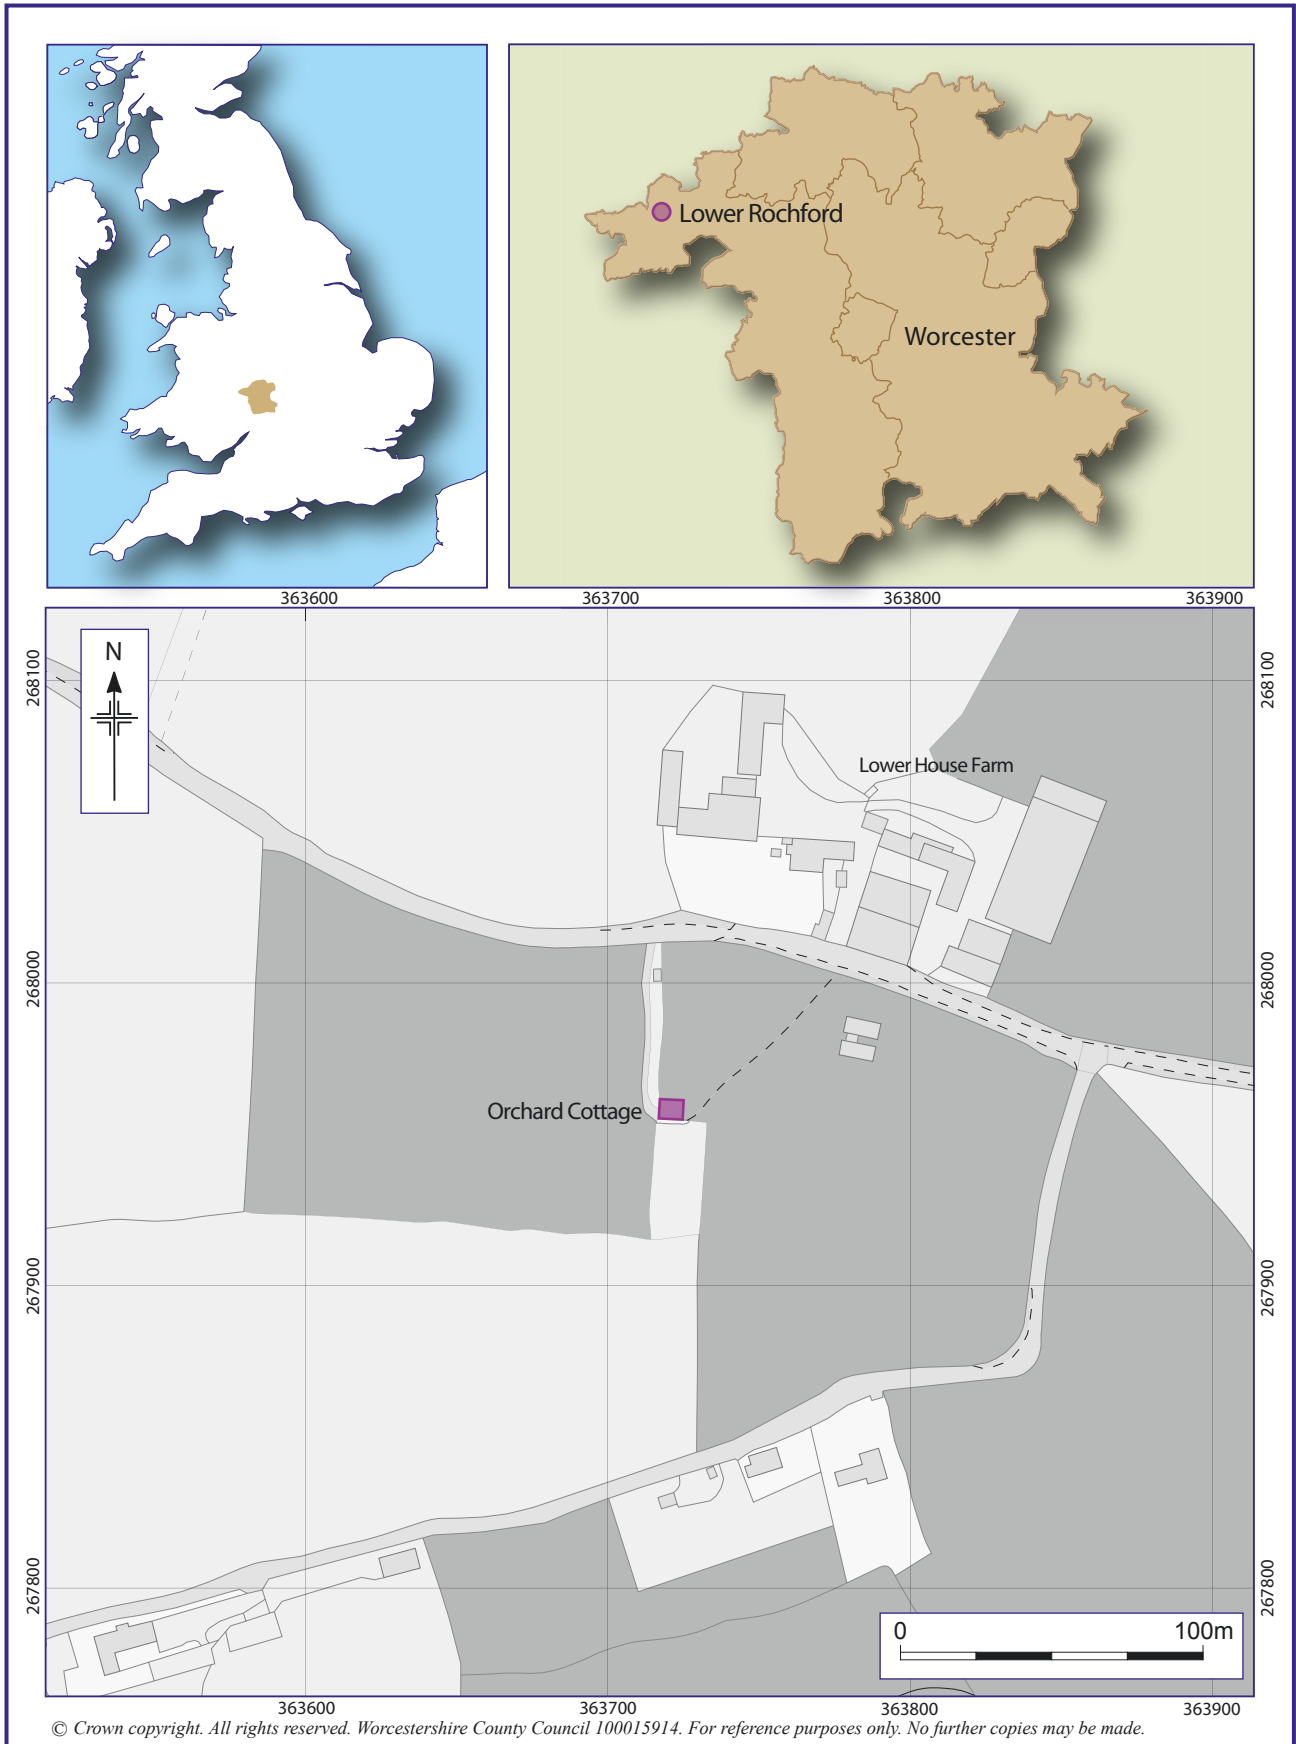 Lower Rochford
Worcester
363600
363700
363800
363900
N
268100
268100
Lower House Farm
268000
268000
Orchard Cottage
267900
267900
267800
267800
0
100m
363600
363700
363800
363900
© Crown copyright. All rights reserved. Worcestershire County Council 100015914. For reference purposes only. No further copies may be made.